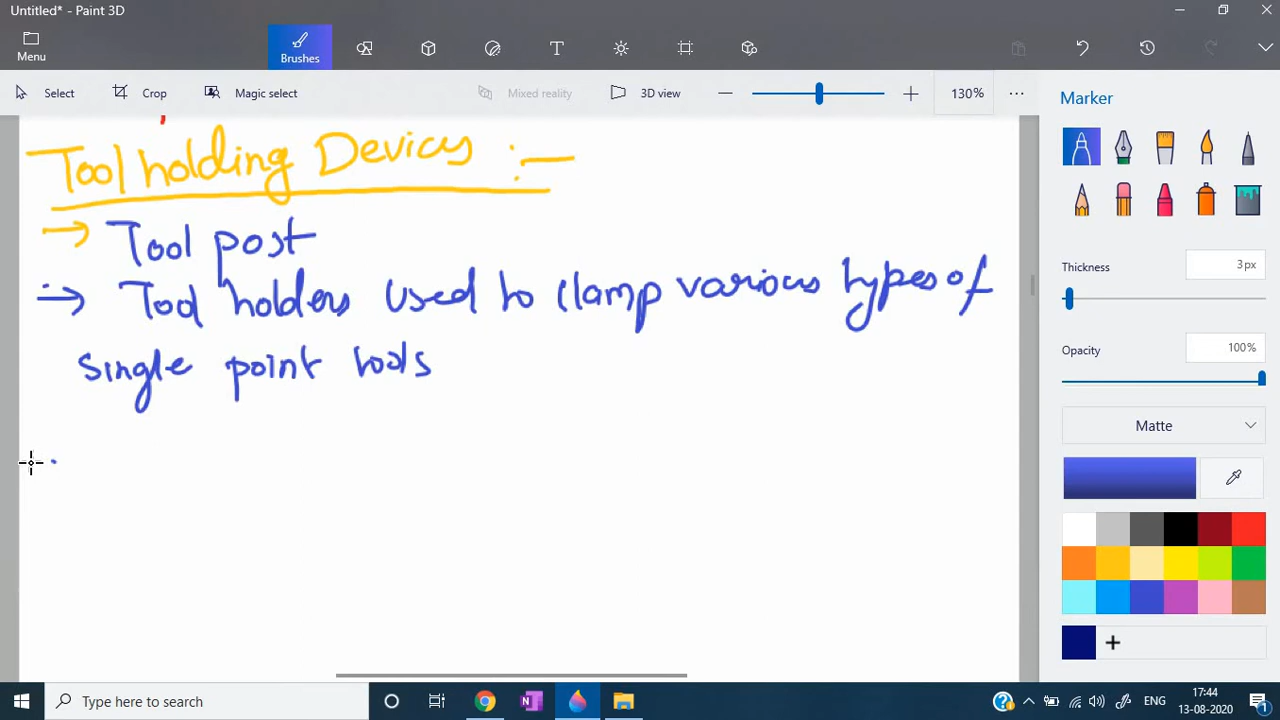 Untitled* - Paint 3D
Menu
Brushes
Select
Crop
Magic select
Mixed reality
3D view
130%
Marker
Tool holding Devices :-
→ Tool post
→ Tool holders used to clamp various types of
single point tools
Thickness
3px
Opacity
100%
Matte
Type here to search
ENG
17:44
13-08-2020
1